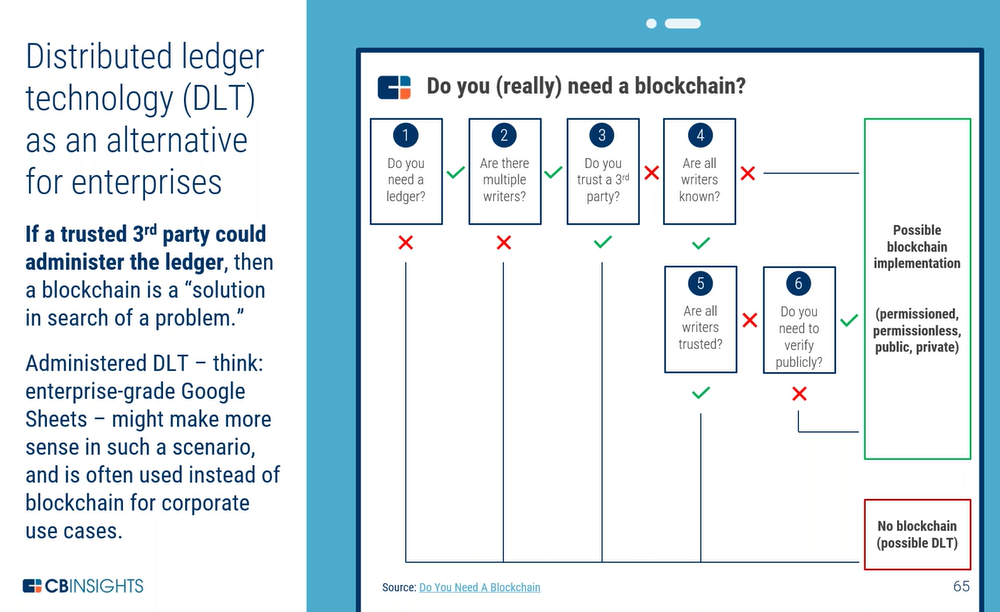 Distributed ledger
technology (DLT)
as an alternative
for enterprises
If a trusted 3rd party could
administer the ledger, then
a blockchain is a “solution
in search of a problem.”
Administered DLT – think:
enterprise-grade Google
Sheets – might make more
sense in such a scenario,
and is often used instead of
blockchain for corporate
use cases.
CBINSIGHTS
Do you (really) need a blockchain?
1
Do you
need a
ledger?
2
Are there
multiple
writers?
3
Do you
trust a 3rd
party?
4
Are all
writers
known?
5
Are all
writers
trusted?
6
Do you
need to
verify
publicly?
Possible
blockchain
implementation
(permissioned,
permissionless,
public, private)
No blockchain
(possible DLT)
Source: Do You Need A Blockchain
65